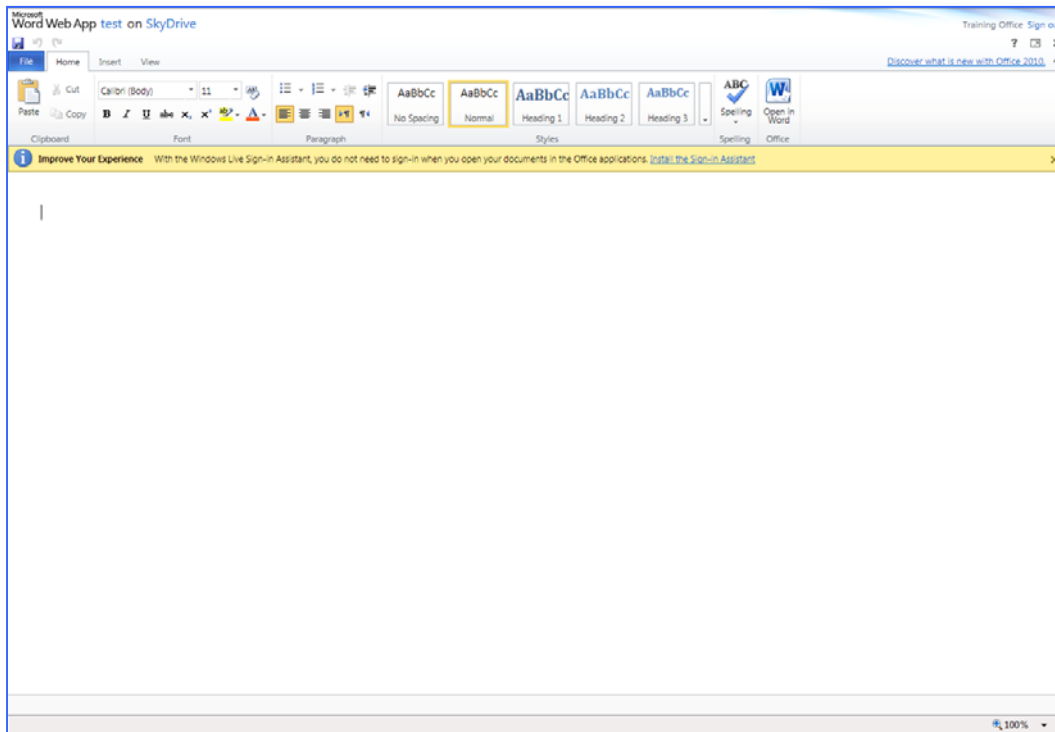 Microsoft
Word Web App test on SkyDrive
Training Office Sign o
?
File Home Insert View Discover what is new with Office 2010.
Paste Cut Copy
Calibri (Body) 11
B I U abc x, x² ab A
AaBbCc AaBbCc AaBbCc AaBbCc AaBbCc
No Spacing Normal Heading 1 Heading 2 Heading 3
ABC Spelling
W Open in Word
Clipboard Font Paragraph Styles Spelling Office
Improve Your Experience With the Windows Live Sign-in Assistant, you do not need to sign-in when you open your documents in the Office applications. Install the Sign-in Assistant
100%